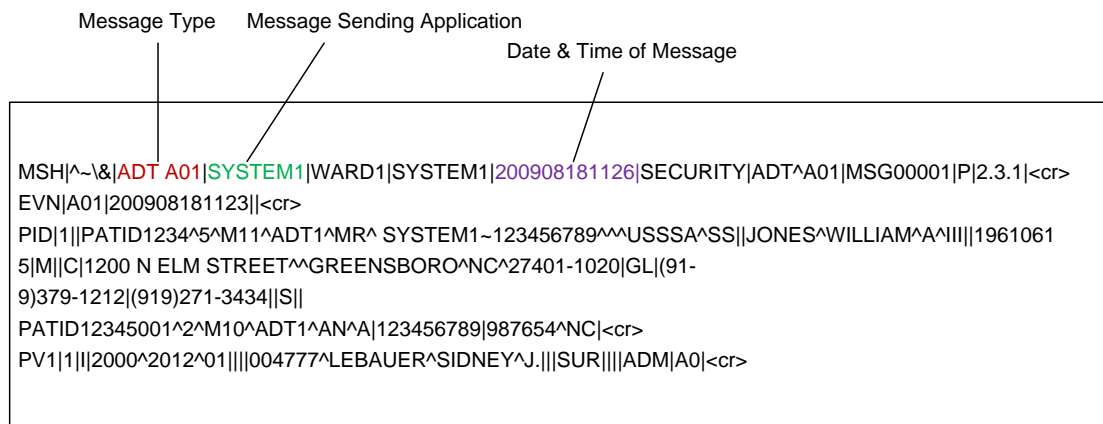 Message Type Message Sending Application
Date & Time of Message
MSH|^~\&|ADT A01|SYSTEM1|WARD1|SYSTEM1|200908181126|SECURITY|ADT^A01|MSG00001|P|2.3.1|<cr>
EVN|A01|200908181123||<cr>
PID|1||PATID1234^5^M11^ADT1^MR^ SYSTEM1~123456789^^^USSSA^SS||JONES^WILLIAM^A^III||1961061
5|M||C|1200 N ELM STREET^^GREENSBORO^NC^27401-1020|GL|(91-
9)379-1212|(919)271-3434||S||
PATID12345001^2^M10^ADT1^AN^A|123456789|987654^NC|<cr>
PV1|1|I|2000^2012^01||||004777^LEBAUER^SIDNEY^J.|||SUR||||ADM|A0|<cr>